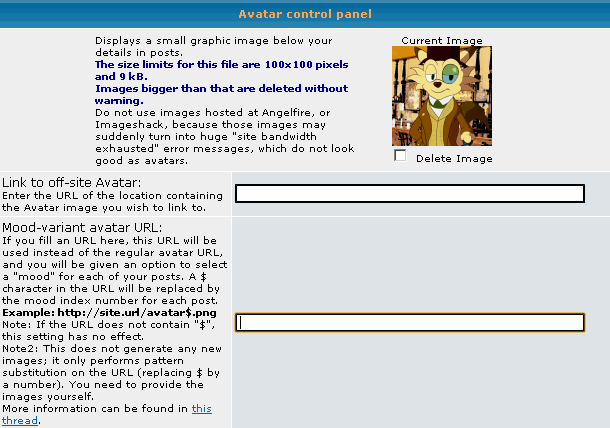 Avatar control panel
Displays a small graphic image below your
details in posts.
The size limits for this file are 100x100 pixels
and 9 kB.
Images bigger than that are deleted without
warning.
Do not use images hosted at Angelfire, or
Imageshack, because those images may
suddenly turn into huge "site bandwidth
exhausted" error messages, which do not look
good as avatars.
Current Image
Delete Image
Link to off-site Avatar:
Enter the URL of the location containing
the Avatar image you wish to link to.
Mood-variant avatar URL:
If you fill an URL here, this URL will be
used instead of the regular avatar URL,
and you will be given an option to select
a "mood" for each of your posts. A $
character in the URL will be replaced by
the mood index number for each post.
Example: http://site.url/avatar$.png
Note: If the URL does not contain "$",
this setting has no effect.
Note2: This does not generate any new
images; it only performs pattern
substitution on the URL (replacing $ by
a number). You need to provide the
images yourself.
More information can be found in this
thread.